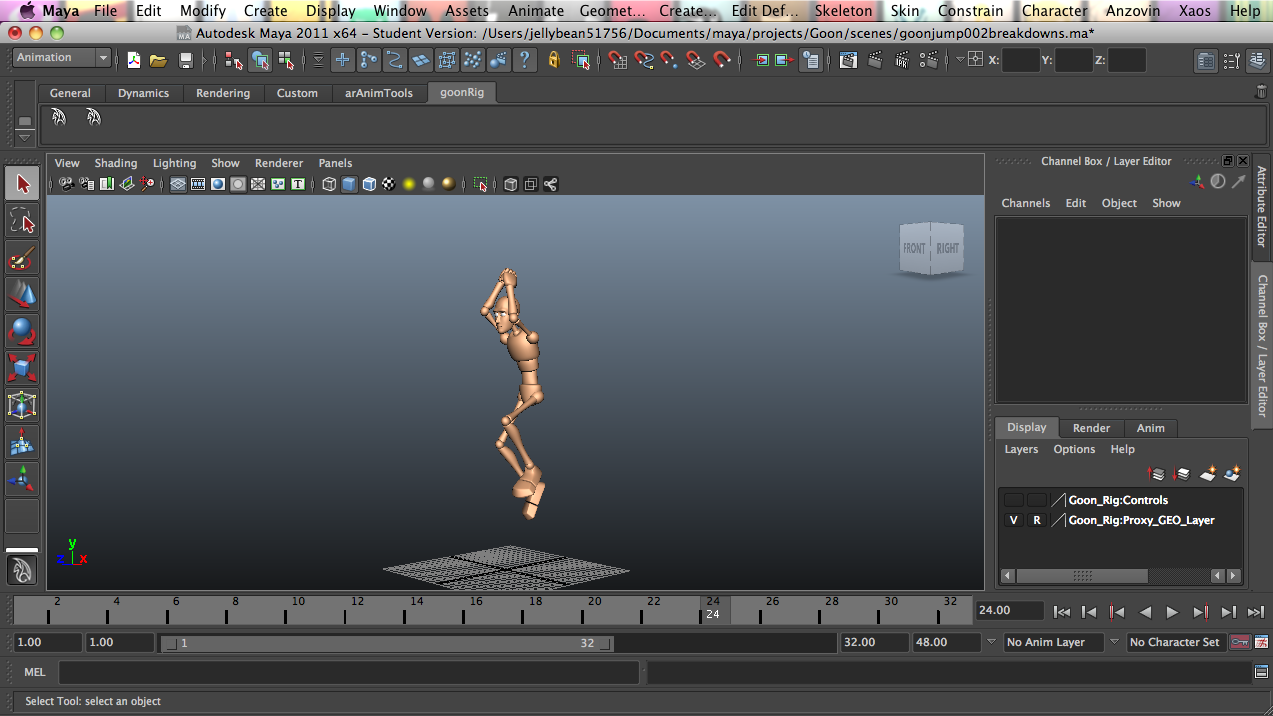 Maya File Edit Modify Create Display Window Assets Animate Geomet... Create... Edit Def... Skeleton Skin Constrain Character Anzovin Xaos Help
Autodesk Maya 2011 x64 - Student Version: /Users/jellybean51756/Documents/maya/projects/Goon/scenes/goonjump002breakdowns.ma*
Animation X: Y: Z:
General Dynamics Rendering Custom arAnimTools goonRig
View Shading Lighting Show Renderer Panels
Channel Box / Layer Editor
Channels Edit Object Show
Attribute Editor
Channel Box / Layer Editor
FRONT RIGHT
Display Render Anim
Layers Options Help
Goon_Rig:Controls
V R Goon_Rig:Proxy_GEO_Layer
y
z x
2 4 6 8 10 12 14 16 18 20 22 24 26 28 30 32
24
24.00
1.00 1.00 1 32 32.00 48.00 No Anim Layer No Character Set
MEL
Select Tool: select an object